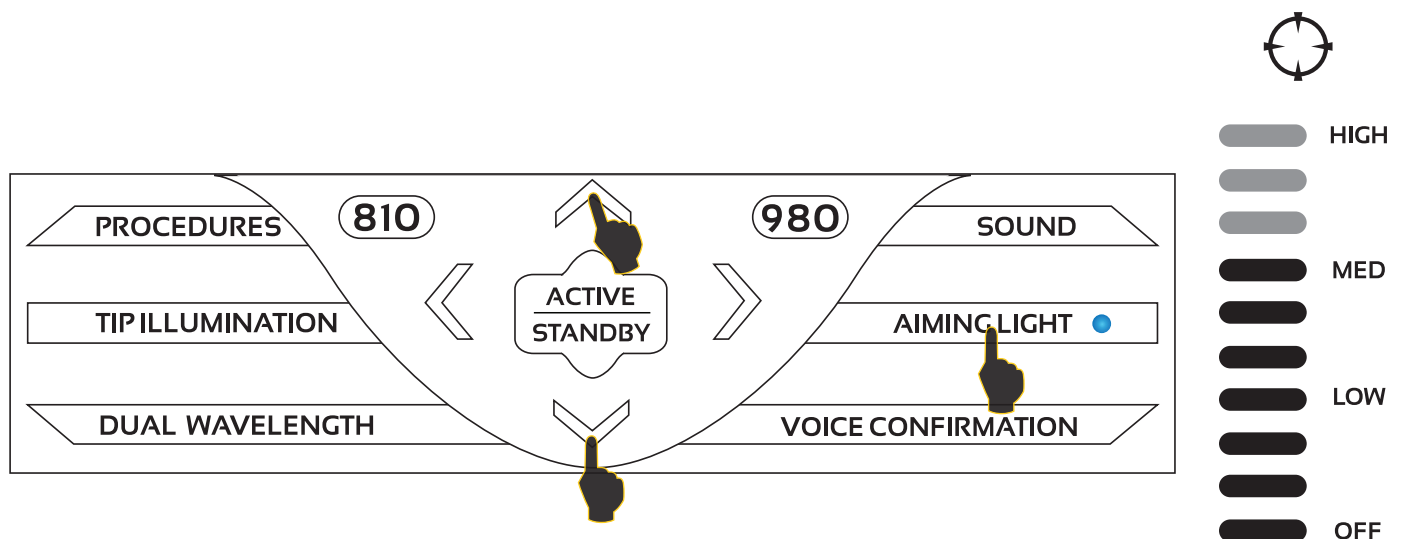 HIGH
810
980
PROCEDURES
SOUND
MED
ACTIVE
STANDBY
TIP ILLUMINATION
AIMING LIGHT
LOW
DUAL WAVELENGTH
VOICE CONFIRMATION
OFF